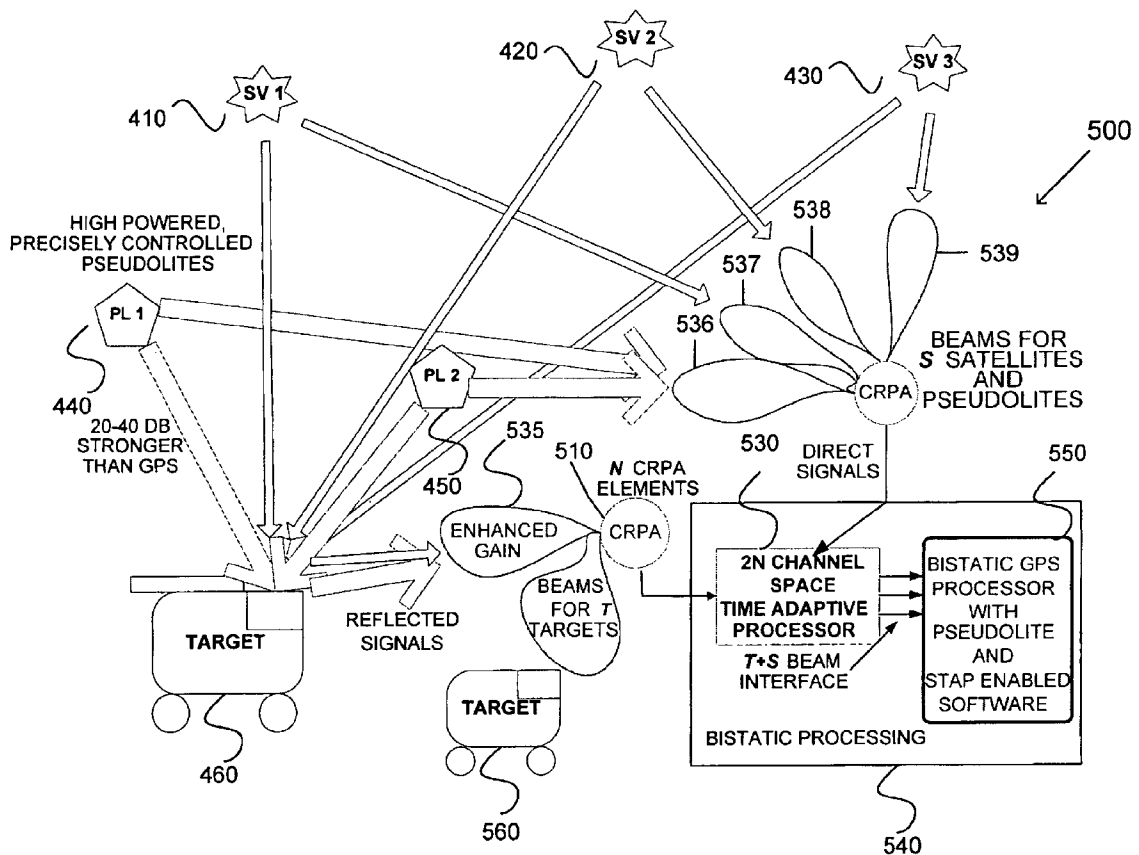 SV 1
SV 2
SV 3
410
420
430
500
HIGH POWERED,
PRECISELY CONTROLLED
PSEUDOLITES
PL 1
440
20-40 DB
STRONGER
THAN GPS
PL 2
450
538
537
536
539
BEAMS FOR
S SATELLITES
AND
PSEUDOLITES
CRPA
DIRECT
SIGNALS
535
510
N CRPA
ELEMENTS
530
550
ENHANCED
GAIN
CRPA
BEAMS
FOR T
TARGETS
REFLECTED
SIGNALS
TARGET
460
TARGET
560
2N CHANNEL
SPACE
TIME ADAPTIVE
PROCESSOR
T+S BEAM
INTERFACE
BISTATIC GPS
PROCESSOR
WITH
PSEUDOLITE
AND
STAP ENABLED
SOFTWARE
BISTATIC PROCESSING
540